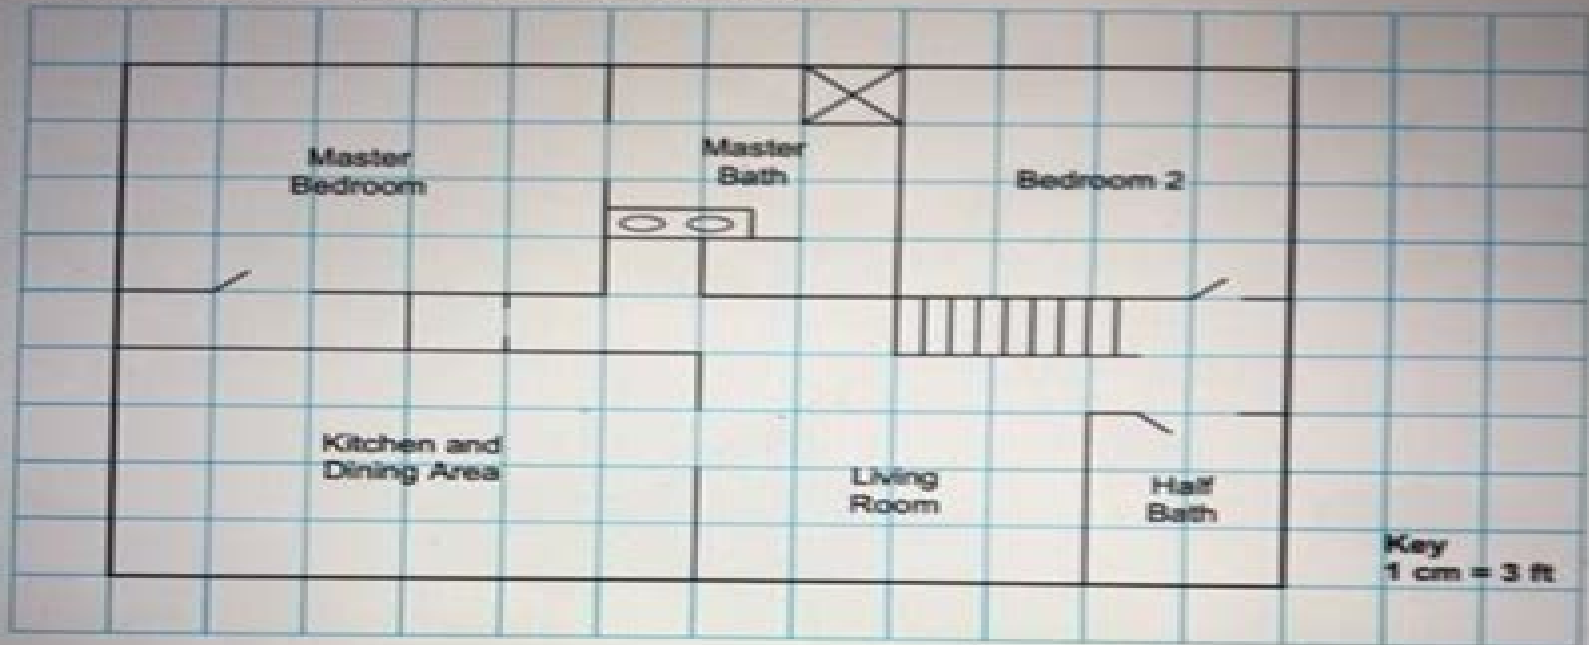 Master
Bedroom
Master
Bath
Bedroom 2
Kitchen and
Dining Area
Living
Room
Half
Bath
Key
1 cm = 3 ft